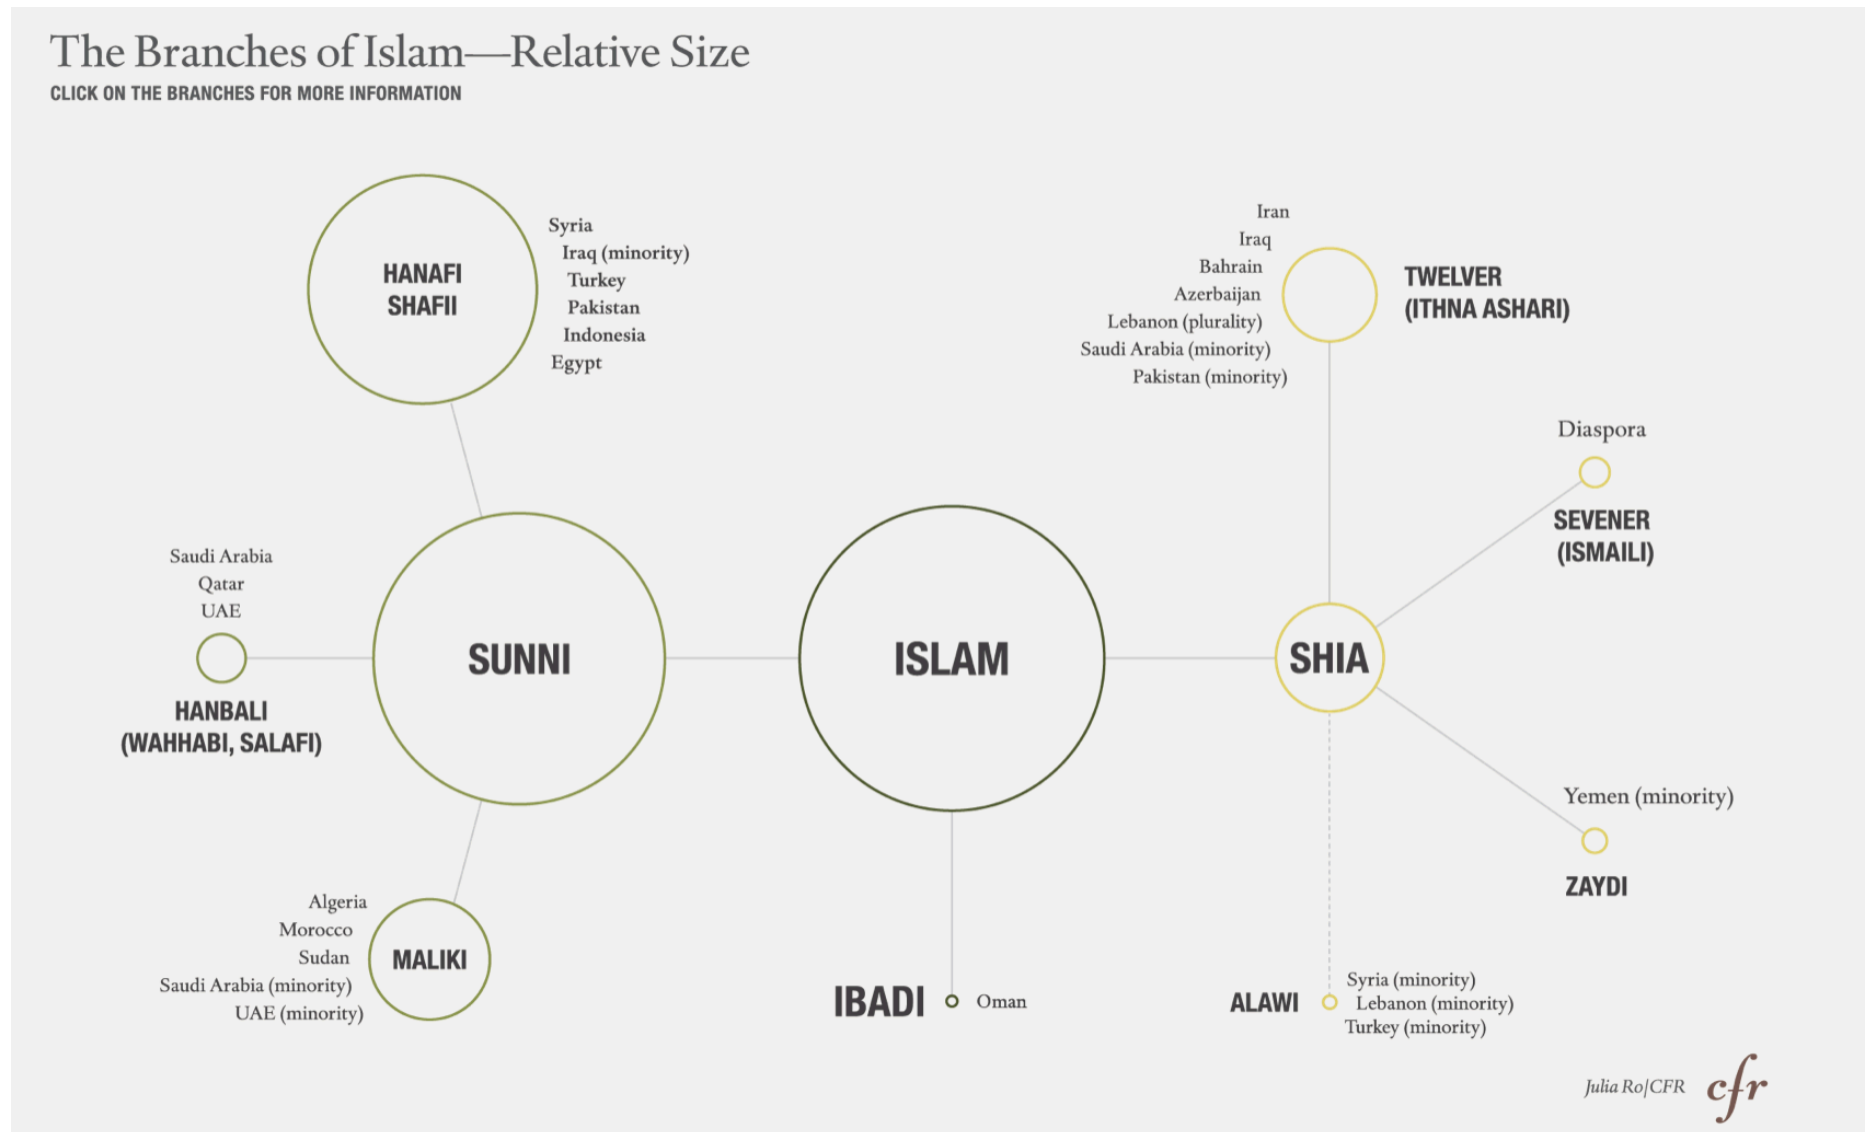 The Branches of Islam—Relative Size
CLICK ON THE BRANCHES FOR MORE INFORMATION
HANAFI
SHAFII
Syria
Iraq (minority)
Turkey
Pakistan
Indonesia
Egypt
Iran
Iraq
Bahrain
Azerbaijan
Lebanon (plurality)
Saudi Arabia (minority)
Pakistan (minority)
TWELVER
(ITHNA ASHARI)
Diaspora
SEVENER
(ISMAILI)
Saudi Arabia
Qatar
UAE
HANBALI
(WAHHABI, SALAFI)
SUNNI
ISLAM
SHIA
Yemen (minority)
ZAYDI
Algeria
Morocco
Sudan
Saudi Arabia (minority)
UAE (minority)
MALIKI
IBADI
Oman
ALAWI
Syria (minority)
Lebanon (minority)
Turkey (minority)
Julia Ro/CFR
cfr